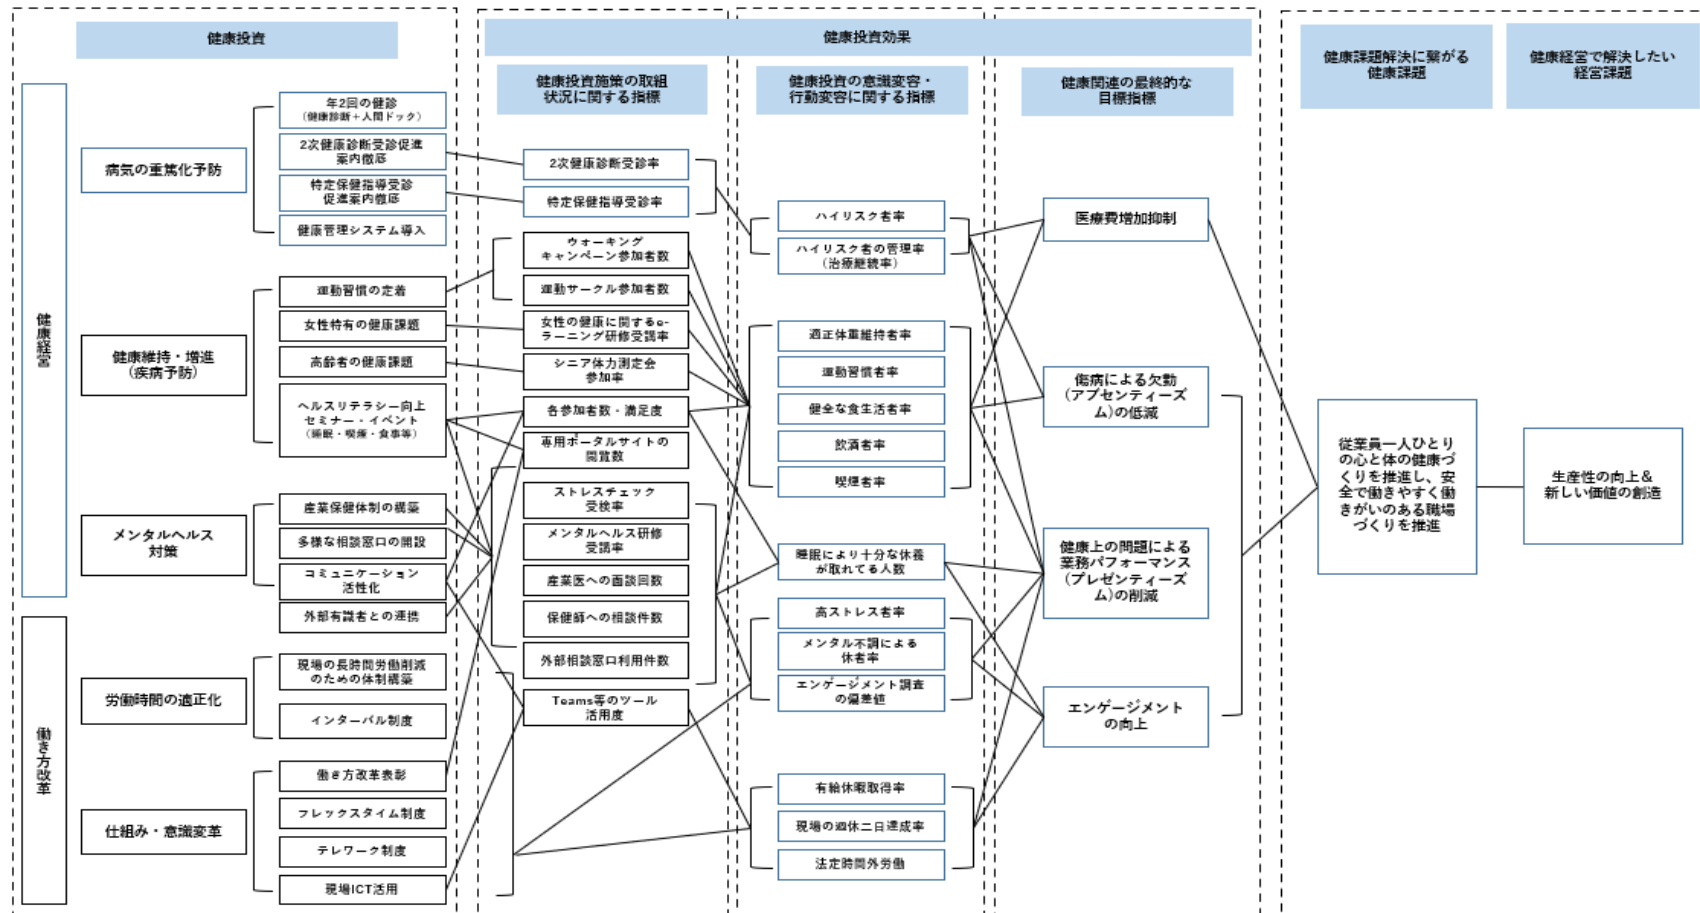 健康投資
健康投資効果
健康課題解決に繋がる
健康課題
健康経営で解決したい
経営課題
健康投資施策の取組
状況に関する指標
健康投資の意識変容・
行動変容に関する指標
健康関連の最終的な
目標指標
健康経営
病気の重篤化予防
年2回の健診
(健康診断+人間ドック)
2次健康診断受診促進
案内徹底
特定保健指導受診
促進案内徹底
健康管理システム導入
健康維持・増進
(疾病予防)
運動習慣の定着
女性特有の健康課題
高齢者の健康課題
ヘルスリテラシー向上
セミナー・イベント
(睡眠・喫煙・食事等)
メンタルヘルス
対策
産業保健体制の構築
多様な相談窓口の開設
コミュニケーション
活性化
外部有識者との連携
働き方改革
労働時間の適正化
現場の長時間労働削減
のための体制構築
インターバル制度
仕組み・意識変革
働き方改革表彰
フレックスタイム制度
テレワーク制度
現場ICT活用
2次健康診断受診率
特定保健指導受診率
ウォーキング
キャンペーン参加者数
運動サークル参加者数
女性の健康に関するe-
ラーニング研修受講率
シニア体力測定会
参加率
各参加者数・満足度
専用ポータルサイトの
閲覧数
ストレスチェック
受検率
メンタルヘルス研修
受講率
産業医への面談回数
保健師への相談件数
外部相談窓口利用件数
Teams等のツール
活用度
ハイリスク者率
ハイリスク者の管理率
(治療継続率)
適正体重維持者率
運動習慣者率
健全な食生活者率
飲酒者率
喫煙者率
睡眠により十分な休養
が取れてる人数
高ストレス者率
メンタル不調による
休者率
エンゲージメント調査
の偏差値
有給休暇取得率
現場の週休二日達成率
法定時間外労働
医療費増加抑制
傷病による欠勤
(アブセンティーズ
ム)の低減
健康上の問題による
業務パフォーマンス
(プレゼンティーズ
ム)の削減
エンゲージメント
の向上
従業員一人ひとり
の心と体の健康づ
くりを推進し、安
全で働きやすく働
きがいのある職場
づくりを推進
生産性の向上&
新しい価値の創造